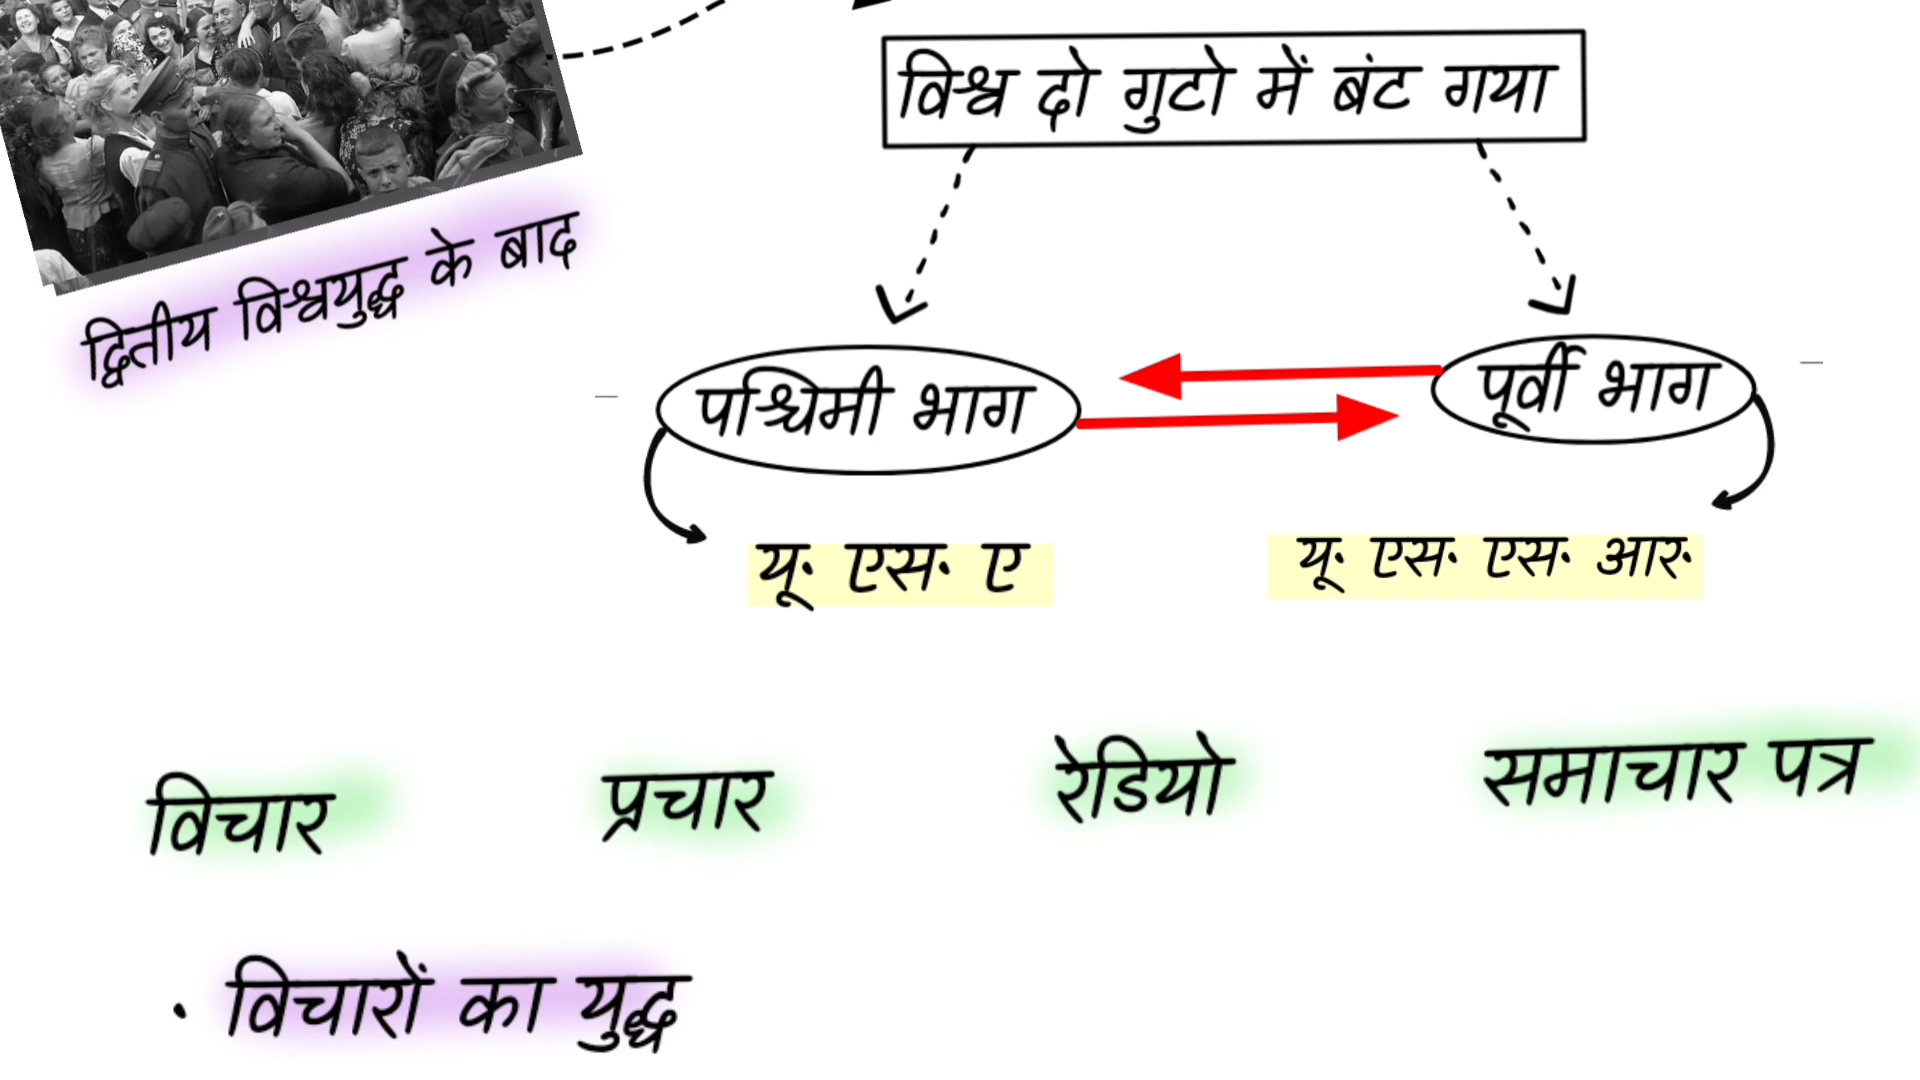 विश्व दो गुटो में बंट गया
द्वितीय विश्वयुद्ध के बाद
पश्चिमी भाग
पूर्वी भाग
यू. एस. ए
यू. एस. एस. आर.
विचार
प्रचार
रेडियो
समाचार पत्र
· विचारों का युद्ध